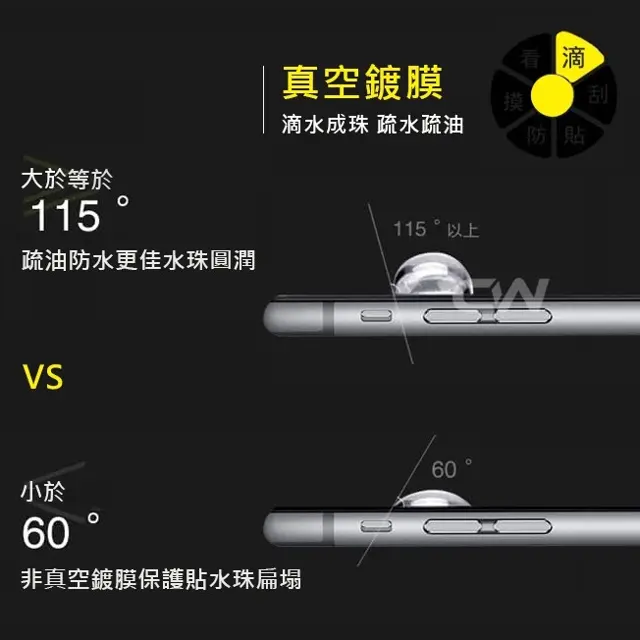 真空鍍膜
滴水成珠 疏水疏油
看
滴
摸
刮
防
貼
大於等於
115°
疏油防水更佳水珠圓潤
115°以上
VS
小於
60°
非真空鍍膜保護貼水珠扁塌
60°